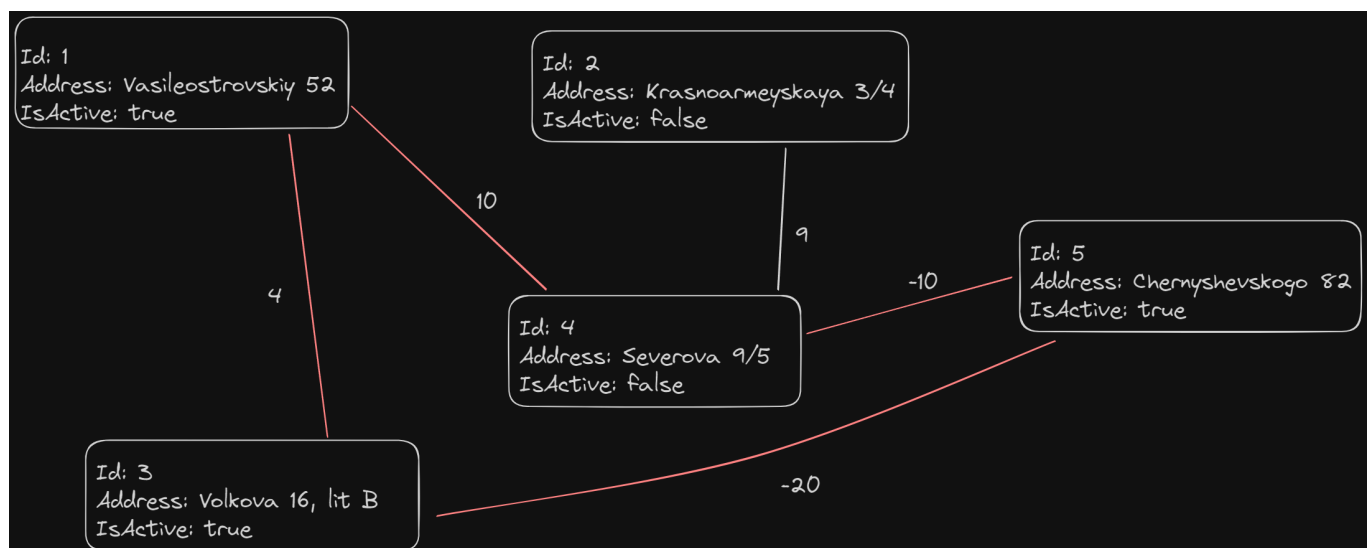 Id: 1
Address: Vasileostrovskiy 52
IsActive: true
Id: 2
Address: Krasnoarmeyskaya 3/4
IsActive: false
10
9
4
-10
Id: 5
Address: Chernyshevskogo 82
IsActive: true
Id: 4
Address: Severova 9/5
IsActive: false
Id: 3
Address: Volkova 16, lit B
IsActive: true
-20